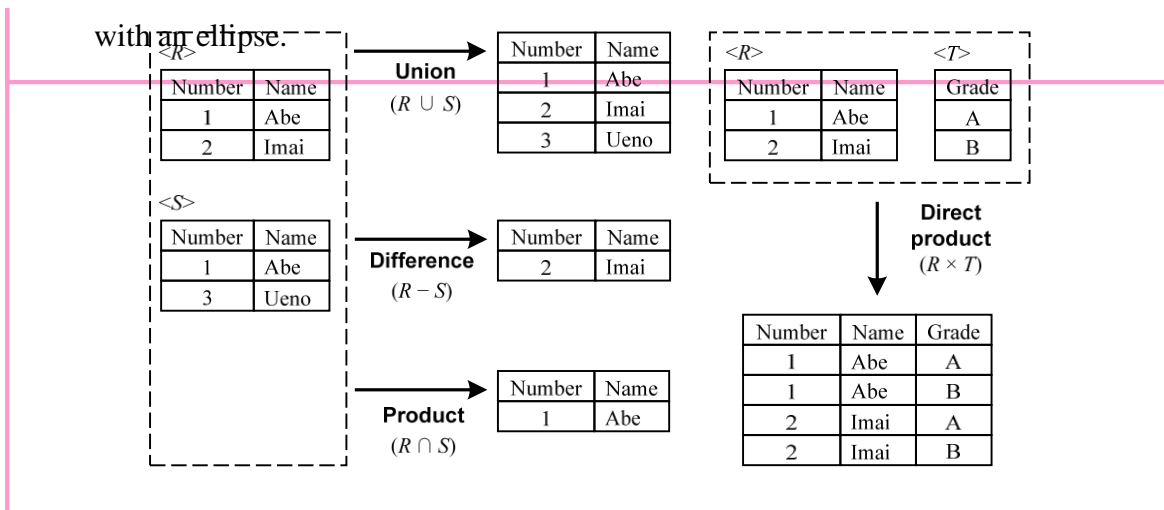 with an ellipse.
<R>
Number Name
1 Abe
2 Imai
<S>
Number Name
1 Abe
3 Ueno
Union
(R ∪ S)
Number Name
1 Abe
2 Imai
3 Ueno
Difference
(R − S)
Number Name
2 Imai
Product
(R ∩ S)
Number Name
1 Abe
<R>
Number Name
1 Abe
2 Imai
<T>
Grade
A
B
Direct
product
(R × T)
Number Name Grade
1 Abe A
1 Abe B
2 Imai A
2 Imai B